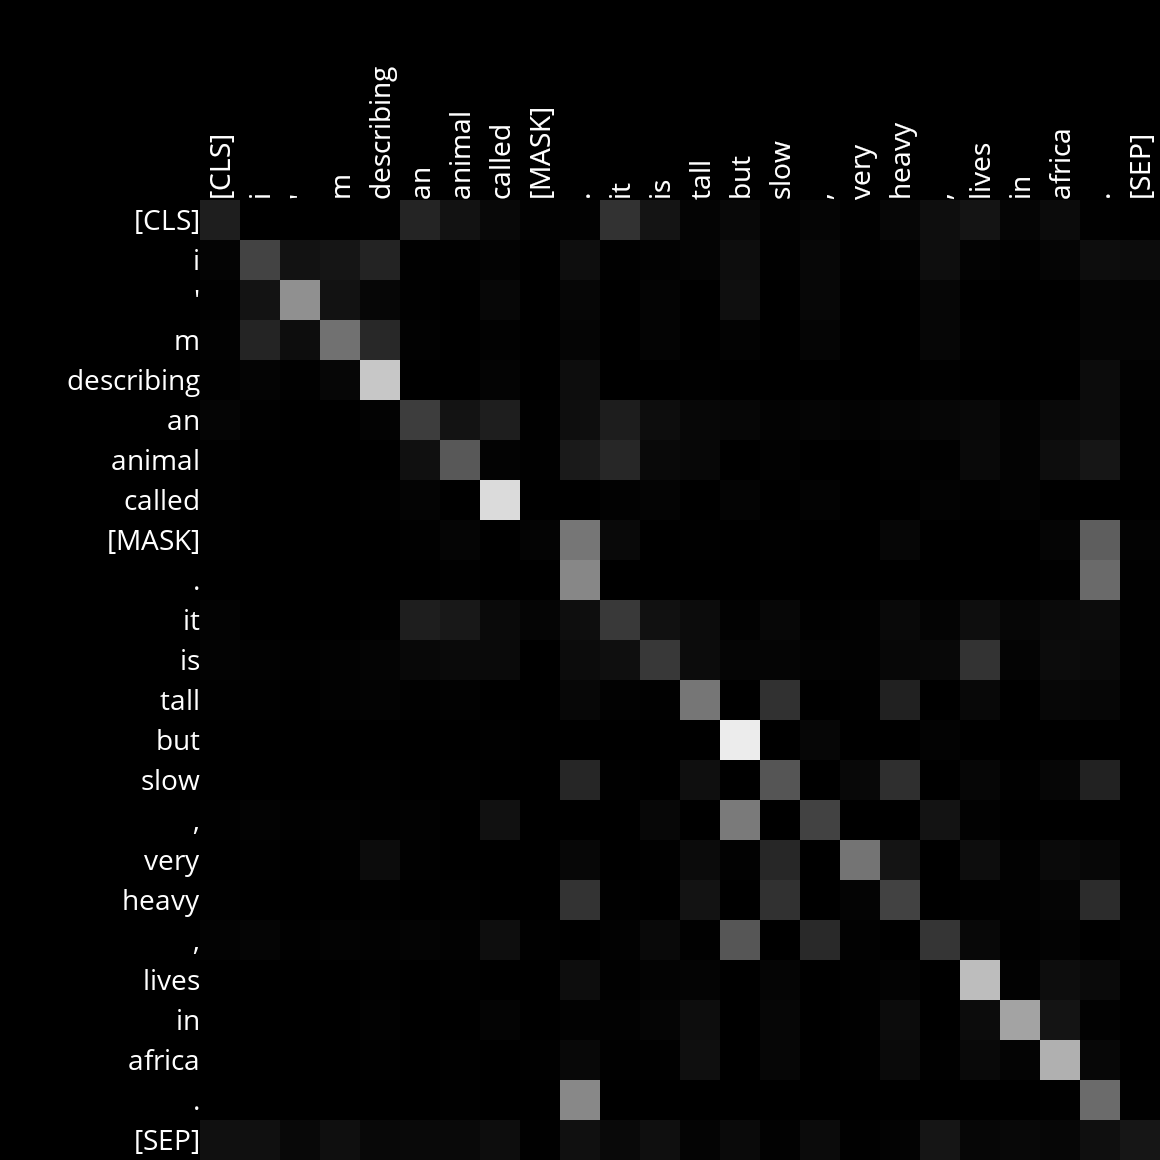 [CLS] i ' m describing an animal called [MASK] . it is tall but slow , very heavy , lives in africa . [SEP]
[CLS]
i
'
m
describing
an
animal
called
[MASK]
.
it
is
tall
but
slow
,
very
heavy
,
lives
in
africa
.
[SEP]